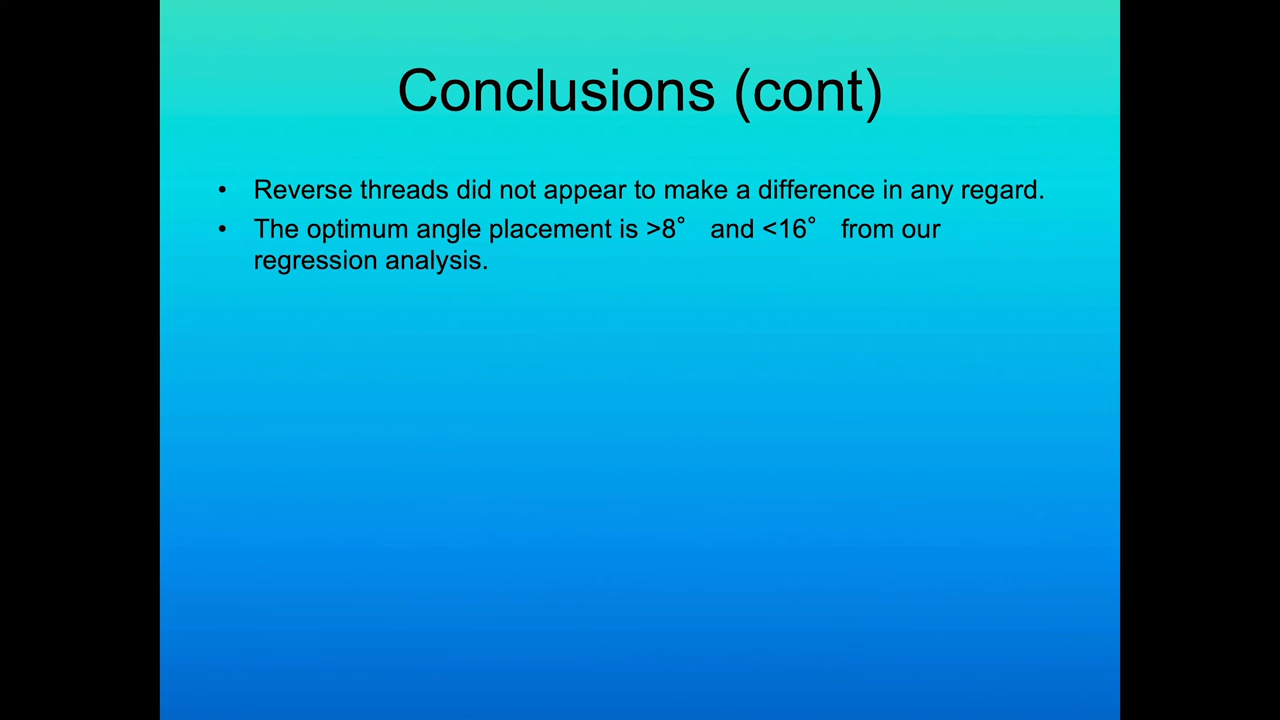 Conclusions (cont)
• Reverse threads did not appear to make a difference in any regard.
• The optimum angle placement is >8° and <16° from our
regression analysis.